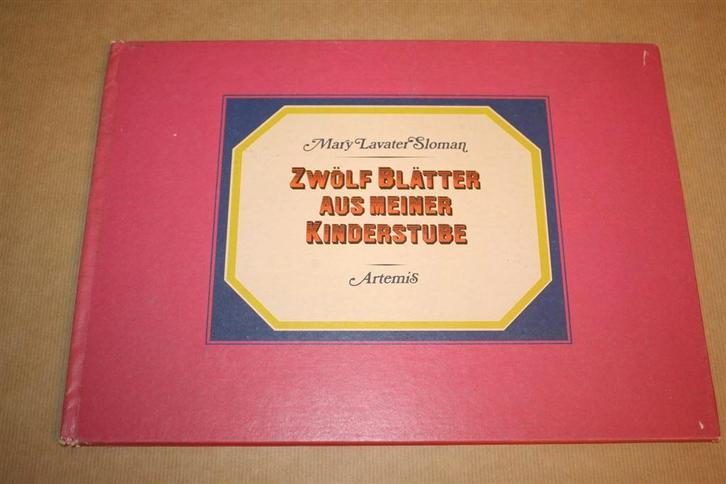 Mary Lavater Sloman
ZWÖLF BLÄTTER
AUS MEINER
KINDERSTUBE
Artemis